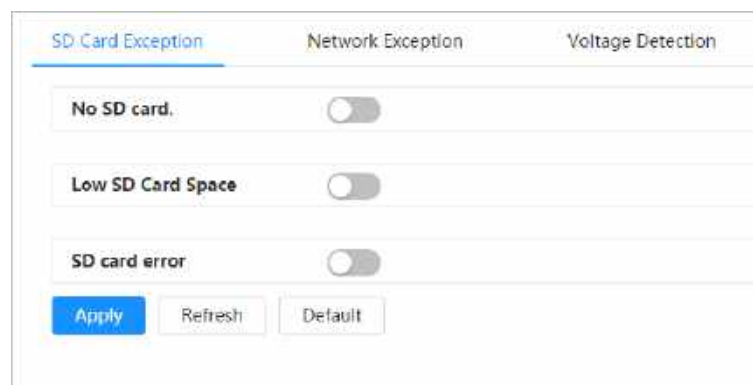 SD Card Exception Network Exception Voltage Detection
No SD card.
Low SD Card Space
SD card error
Apply Refresh Default